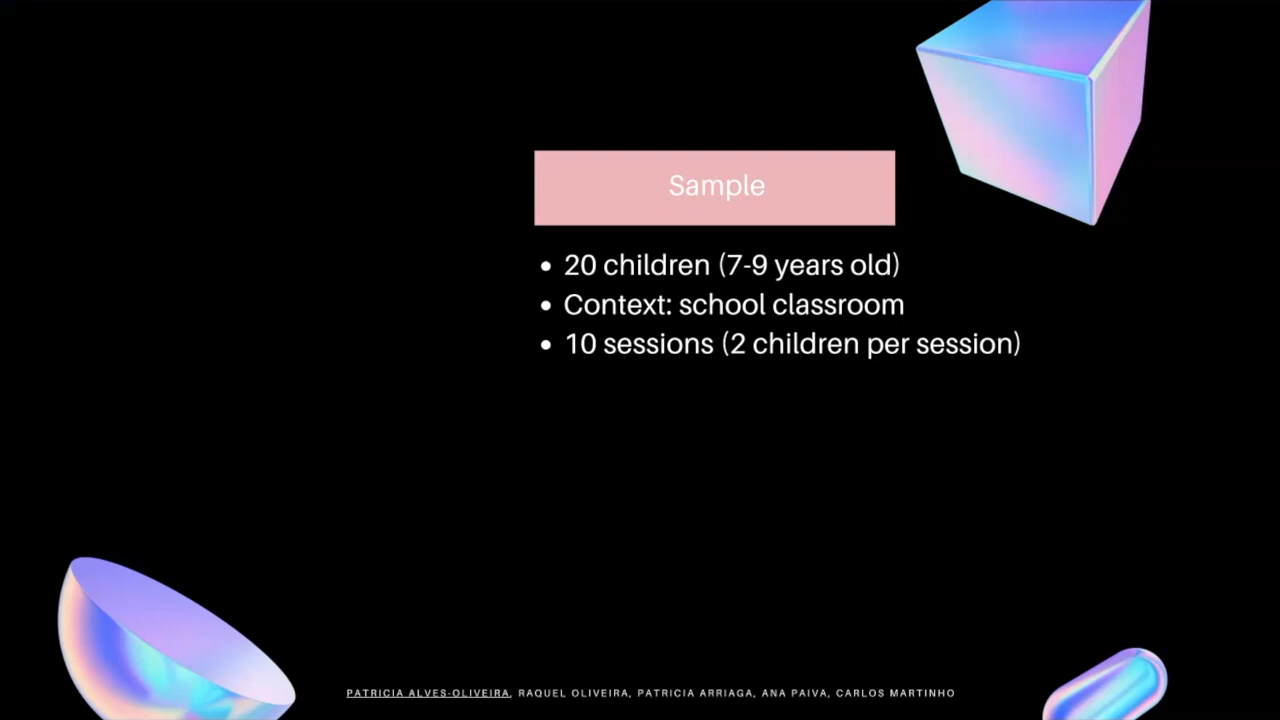 Sample
• 20 children (7-9 years old)
• Context: school classroom
• 10 sessions (2 children per session)
PATRICIA ALVES-OLIVEIRA, RAQUEL OLIVEIRA, PATRICIA ARRIAGA, ANA PAIVA, CARLOS MARTINHO